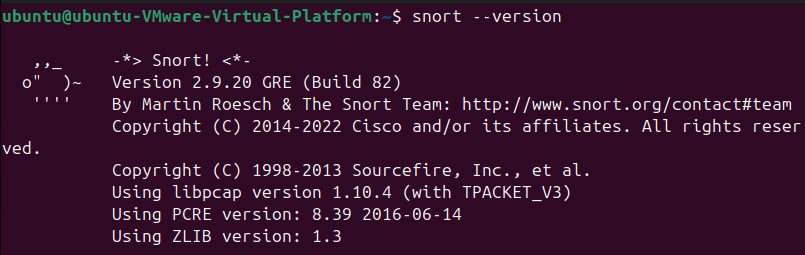 ubuntu@ubuntu-VMware-Virtual-Platform:~$ snort --version
,,_ -*> Snort! <*-
o" )~ Version 2.9.20 GRE (Build 82)
'''' By Martin Roesch & The Snort Team: http://www.snort.org/contact#team
Copyright (C) 2014-2022 Cisco and/or its affiliates. All rights reser
ved.
Copyright (C) 1998-2013 Sourcefire, Inc., et al.
Using libpcap version 1.10.4 (with TPACKET_V3)
Using PCRE version: 8.39 2016-06-14
Using ZLIB version: 1.3